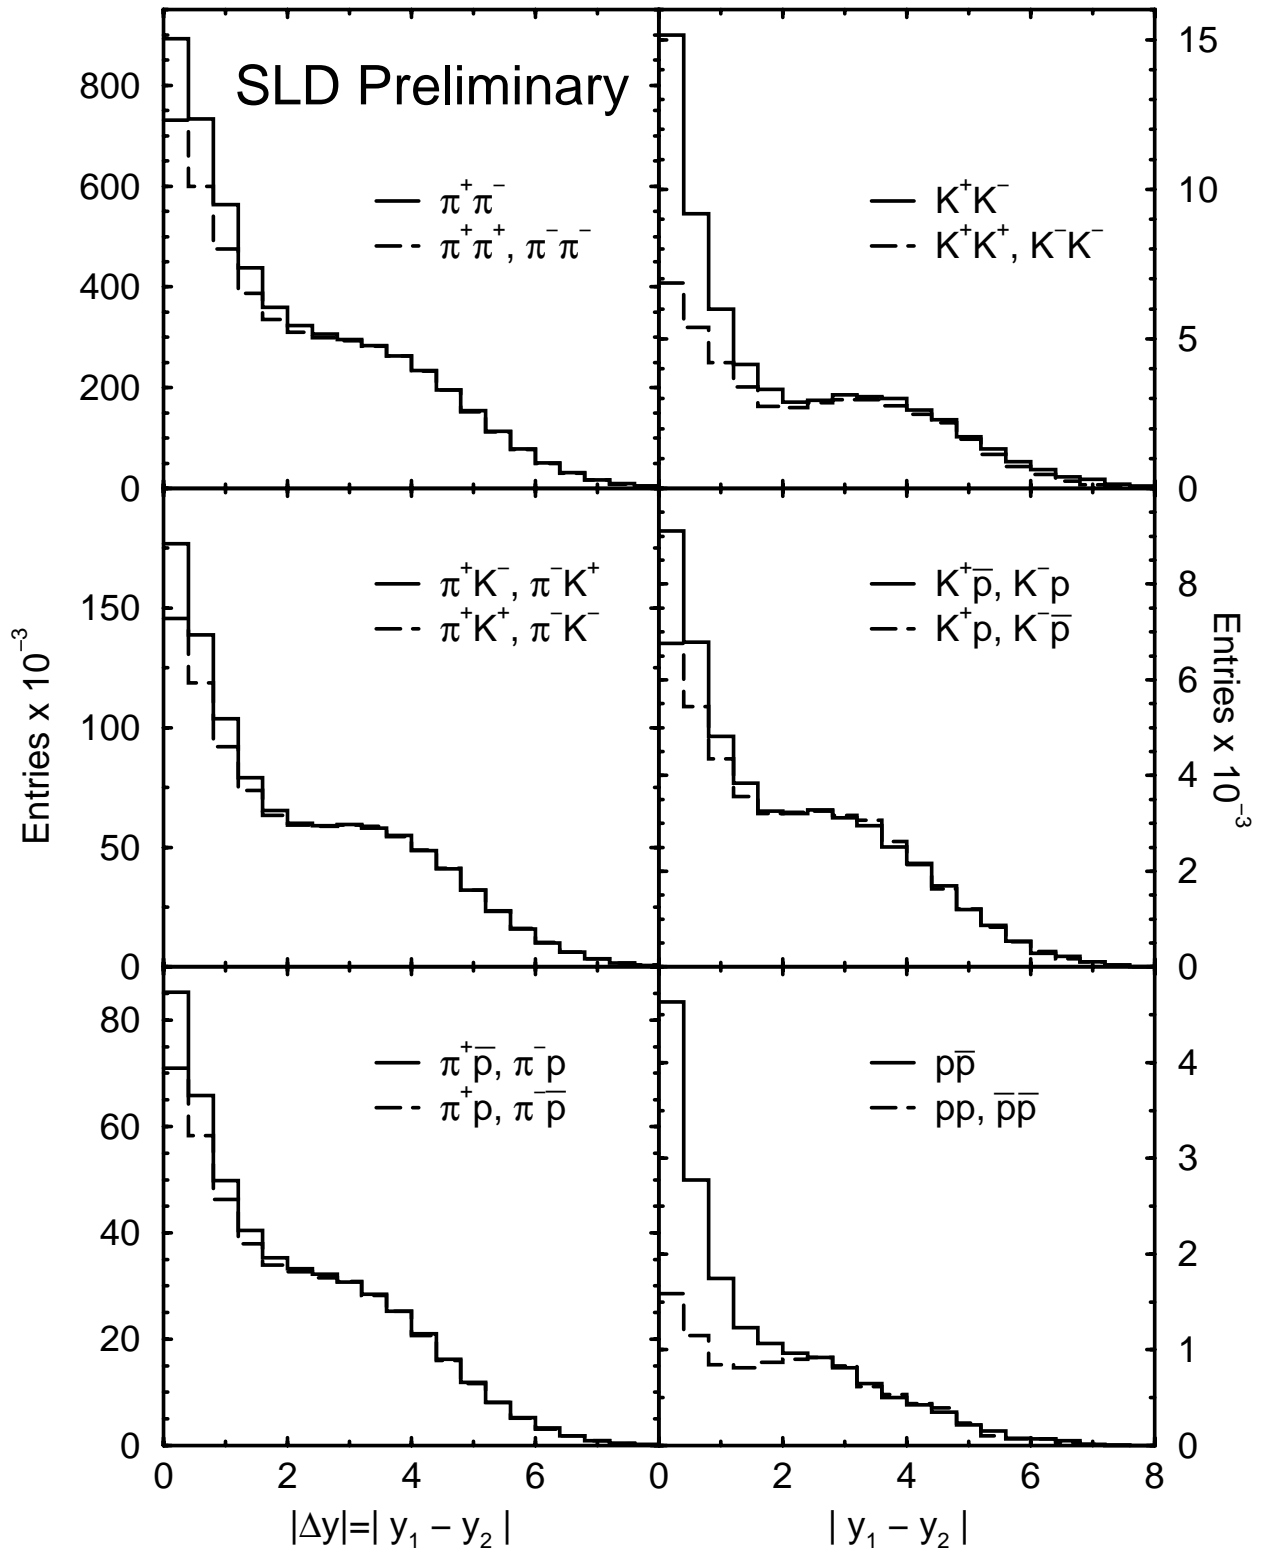 SLD Preliminary
800
600
400
200
0
π⁺π⁻
π⁺π⁺, π⁻π⁻
15
10
5
0
K⁺K⁻
K⁺K⁺, K⁻K⁻
150
100
50
0
π⁺K⁻, π⁻K⁺
π⁺K⁺, π⁻K⁻
8
6
4
2
0
K⁺p̅, K⁻p
K⁺p, K⁻p̅
Entries x 10⁻³
Entries x 10⁻³
80
60
40
20
0
π⁺p̅, π⁻p
π⁺p, π⁻p̅
4
3
2
1
0
pp̅
pp, p̅p̅
0 2 4 6 0 2 4 6 8
|Δy|=| y₁ – y₂ |
| y₁ – y₂ |